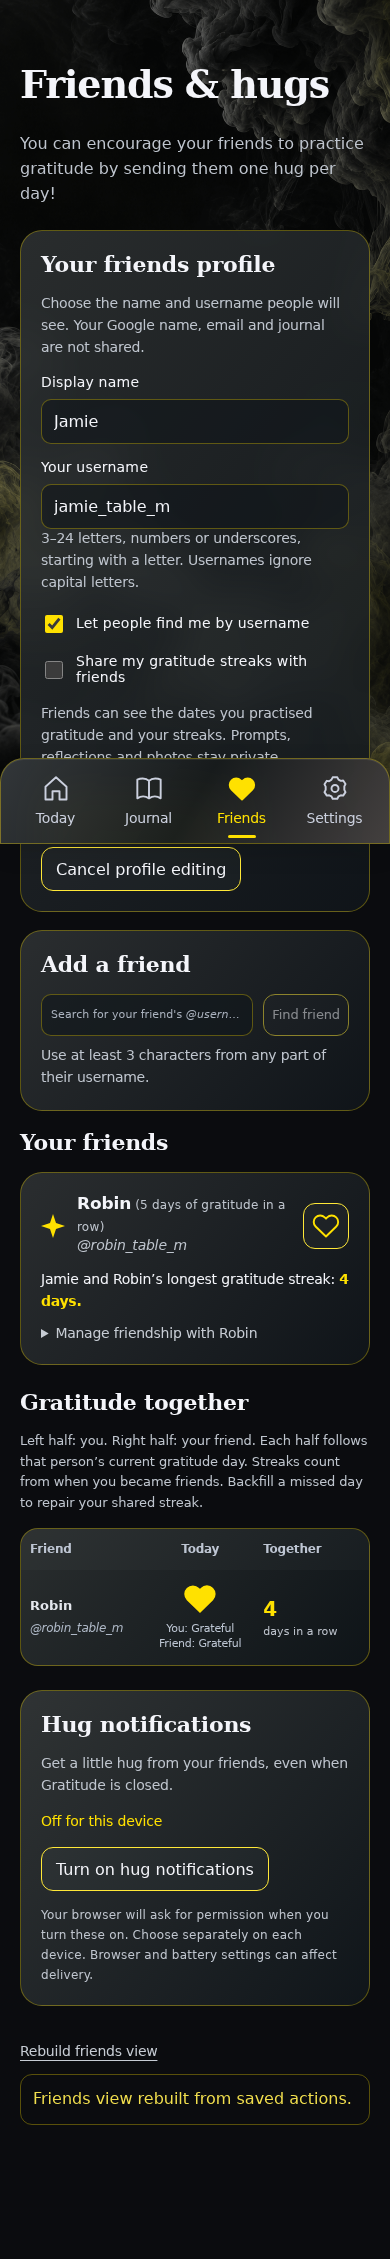 Friends & hugs
You can encourage your friends to practice
gratitude by sending them one hug per
day!
Your friends profile
Choose the name and username people will
see. Your Google name, email and journal
are not shared.
Display name
Jamie
Your username
jamie_table_m
3–24 letters, numbers or underscores,
starting with a letter. Usernames ignore
capital letters.
Let people find me by username
Share my gratitude streaks with
friends
Friends can see the dates you practised
gratitude and your streaks. Prompts,
reflections and photos stay private.
Today
Journal
Friends
Settings
Cancel profile editing
Add a friend
Search for your friend's @usern...
Find friend
Use at least 3 characters from any part of
their username.
Your friends
Robin (5 days of gratitude in a
row)
@robin_table_m
Jamie and Robin’s longest gratitude streak: 4
days.
Manage friendship with Robin
Gratitude together
Left half: you. Right half: your friend. Each half follows
that person’s current gratitude day. Streaks count
from when you became friends. Backfill a missed day
to repair your shared streak.
Friend Today Together
Robin
@robin_table_m
You: Grateful
Friend: Grateful
4
days in a row
Hug notifications
Get a little hug from your friends, even when
Gratitude is closed.
Off for this device
Turn on hug notifications
Your browser will ask for permission when you
turn these on. Choose separately on each
device. Browser and battery settings can affect
delivery.
Rebuild friends view
Friends view rebuilt from saved actions.